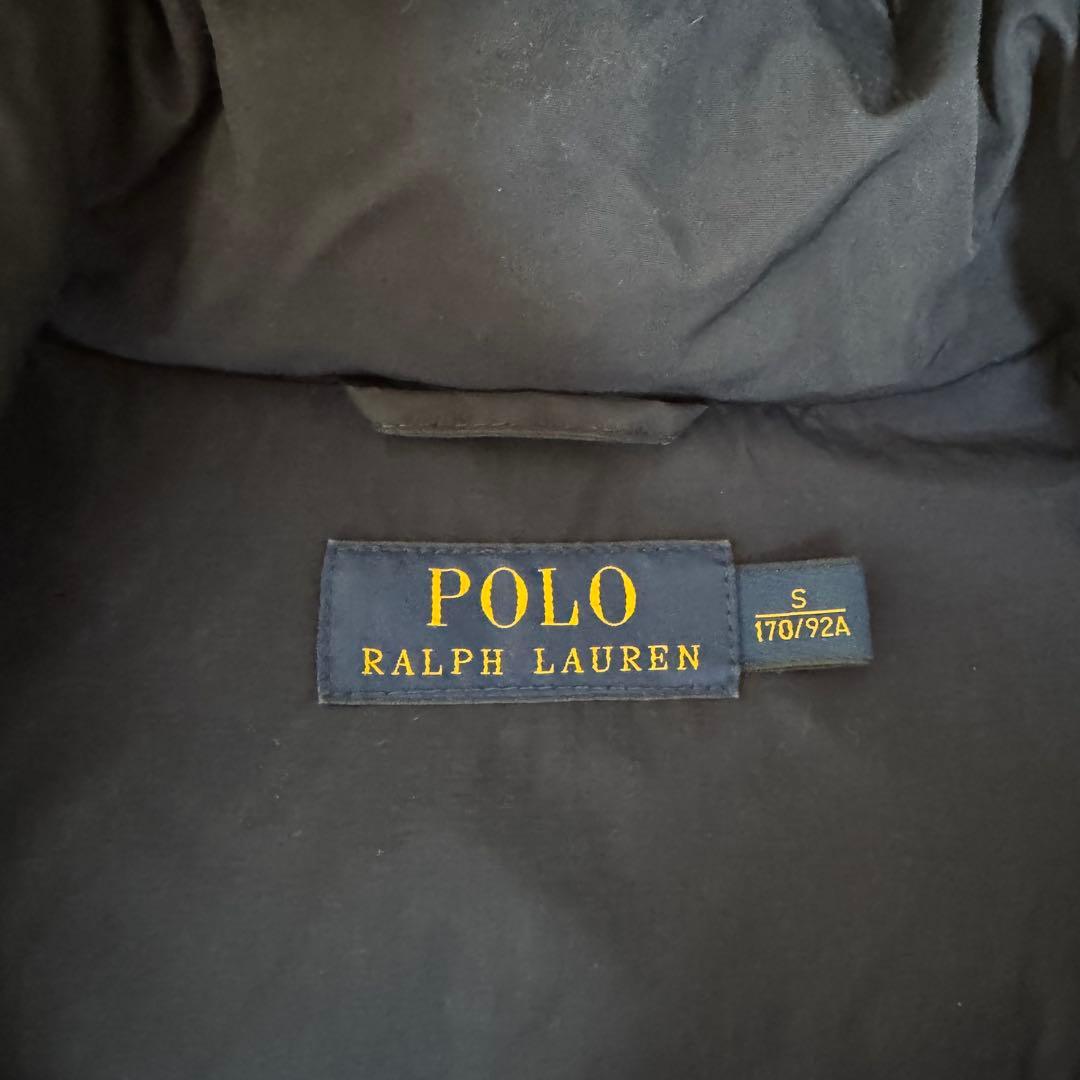 POLO
RALPH LAUREN
S
170/92A